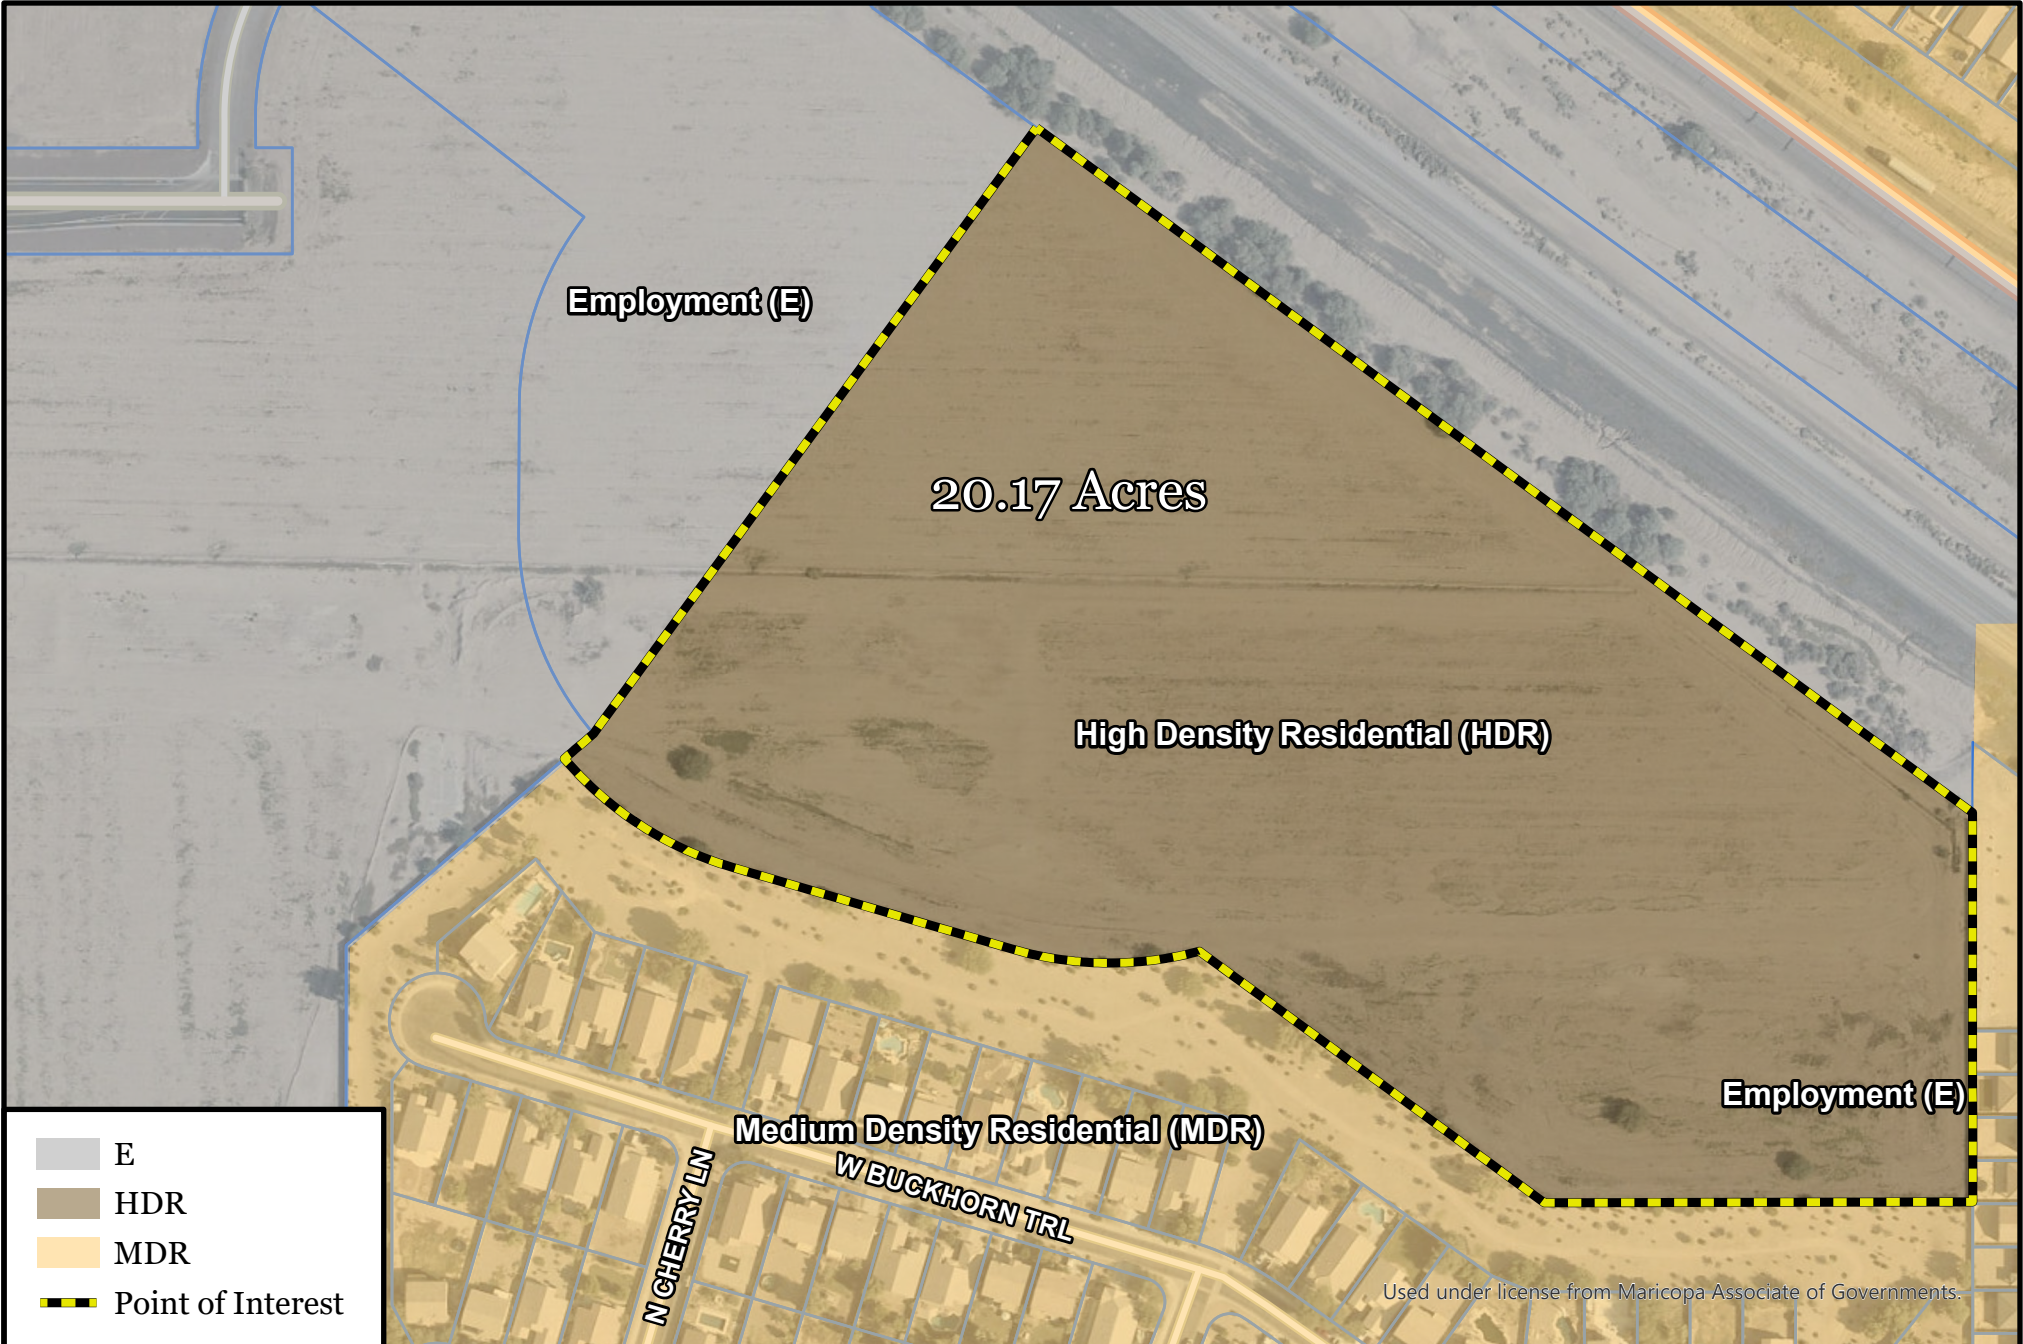 Employment (E)
20.17 Acres
High Density Residential (HDR)
Employment (E)
Medium Density Residential (MDR)
W BUCKHORN TRL
N CHERRY LN
E
HDR
MDR
Point of Interest
Used under license from Maricopa Associate of Governments.